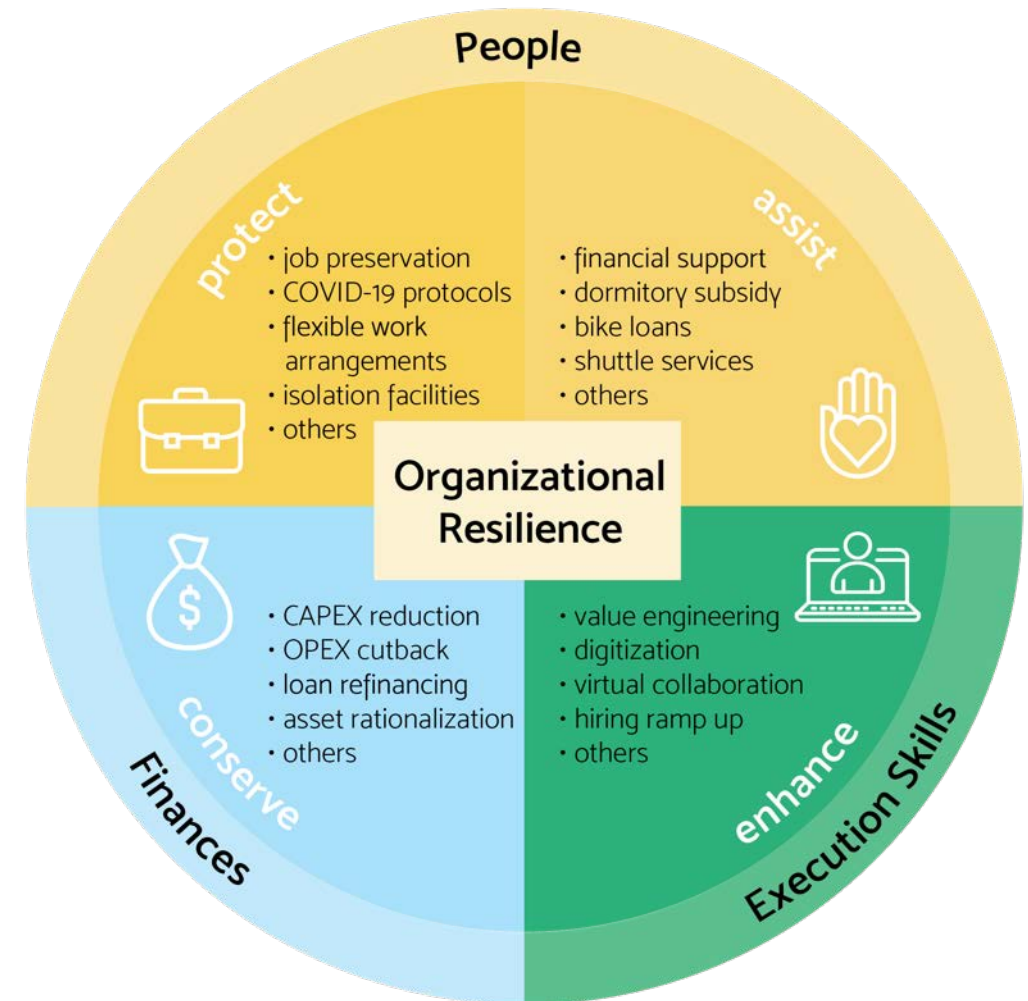 People
protect
• job preservation
• COVID-19 protocols
• flexible work
arrangements
• isolation facilities
• others
assist
• financial support
• dormitory subsidy
• bike loans
• shuttle services
• others
Organizational
Resilience
$
• CAPEX reduction
• OPEX cutback
• loan refinancing
• asset rationalization
• others
conserve
Finances
• value engineering
• digitization
• virtual collaboration
• hiring ramp up
• others
enhance
Execution Skills